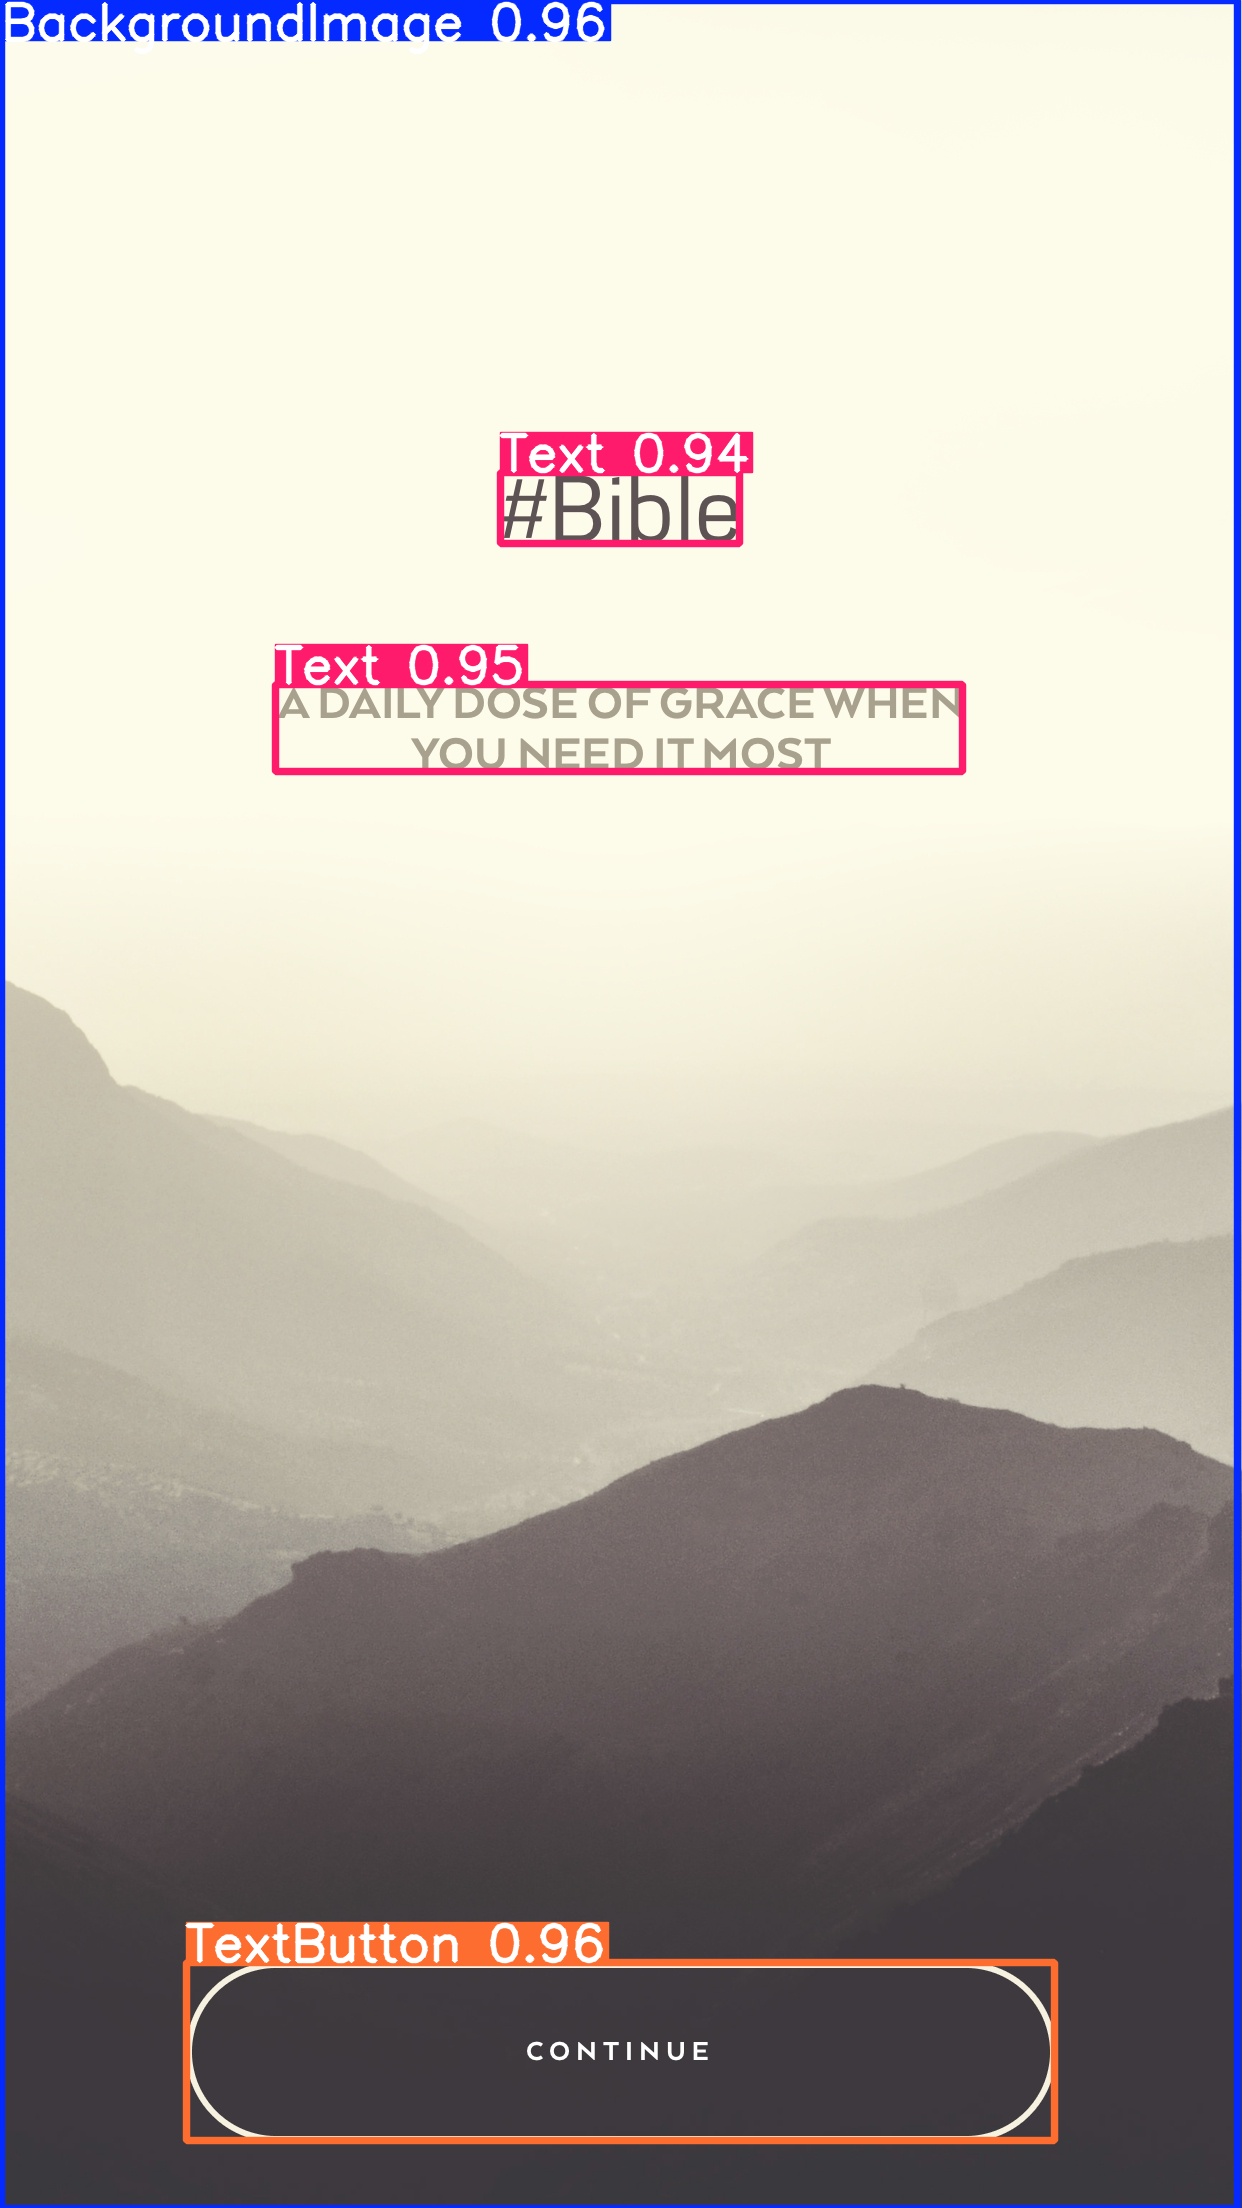 BackgroundImage 0.96
Text 0.94
#Bible
Text 0.95
A DAILY DOSE OF GRACE WHEN
YOU NEED IT MOST
TextButton 0.96
CONTINUE